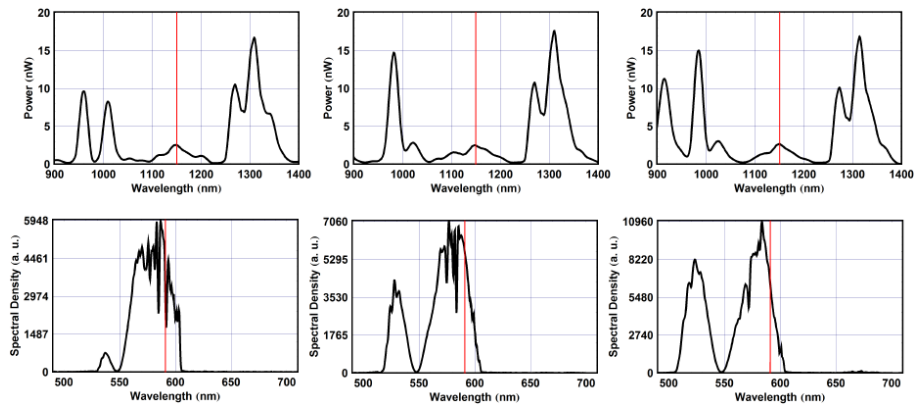 20
15
10
5
0
Power (nW)
900 1000 1100 1200 1300 1400
Wavelength (nm)
20
15
10
5
0
Power (nW)
900 1000 1100 1200 1300 1400
Wavelength (nm)
20
15
10
5
0
Power (nW)
900 1000 1100 1200 1300 1400
Wavelength (nm)
5948
4461
2974
1487
0
Spectral Density (a. u.)
490 550 600 650 700
Wavelength (nm)
7060
5295
3530
1765
0
Spectral Density (a. u.)
490 550 600 650 700
Wavelength (nm)
10960
8220
5480
2740
0
Spectral Density (a. u.)
490 550 600 650 700
Wavelength (nm)